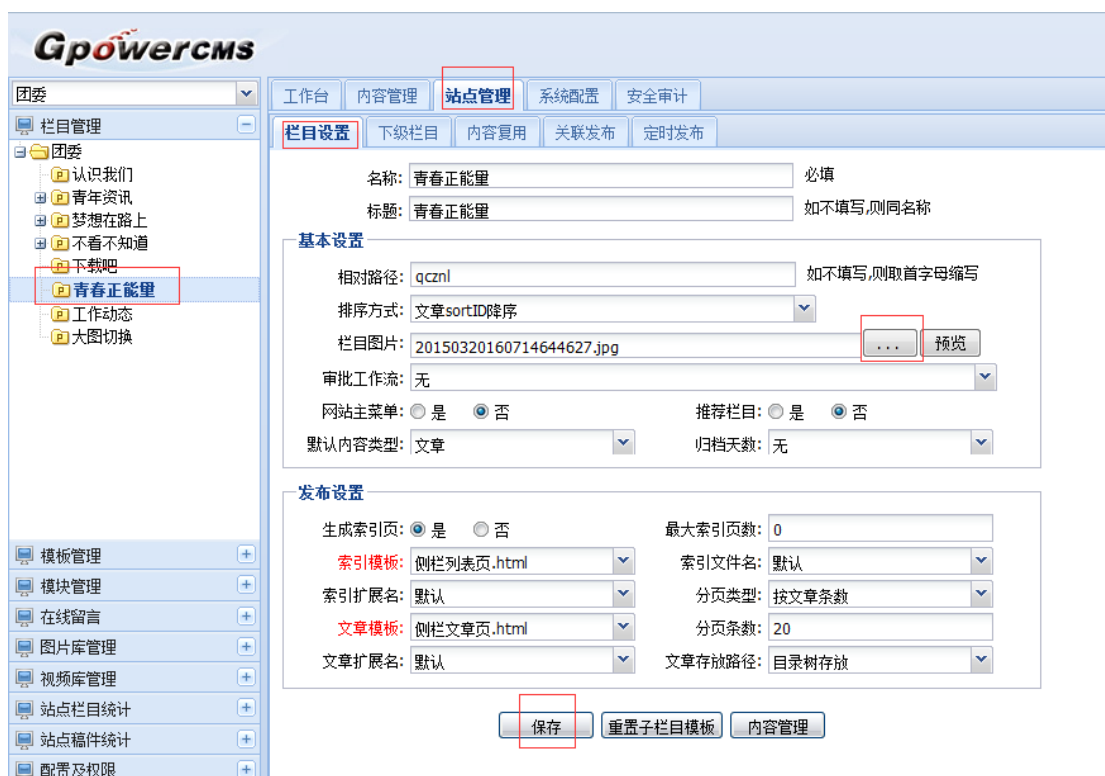 Gpowercms
团委
工作台 内容管理 站点管理 系统配置 安全审计
栏目管理
栏目设置 下级栏目 内容复用 关联发布 定时发布
团委
认识我们
青年资讯
梦想在路上
不看不知道
下载吧
青春正能量
工作动态
大图切换
名称: 青春正能量 必填
标题: 青春正能量 如不填写,则同名称
基本设置
相对路径: qcznl 如不填写,则取首字母缩写
排序方式: 文章sortID降序
栏目图片: 20150320160714644627.jpg ... 预览
审批工作流: 无
网站主菜单: 是 否 推荐栏目: 是 否
默认内容类型: 文章 归档天数: 无
发布设置
生成索引页: 是 否 最大索引页数: 0
索引模板: 侧栏列表页.html 索引文件名: 默认
索引扩展名: 默认 分页类型: 按文章条数
文章模板: 侧栏文章页.html 分页条数: 20
文章扩展名: 默认 文章存放路径: 目录树存放
保存 重置子栏目模板 内容管理
模板管理
模块管理
在线留言
图片库管理
视频库管理
站点栏目统计
站点稿件统计
配置及权限